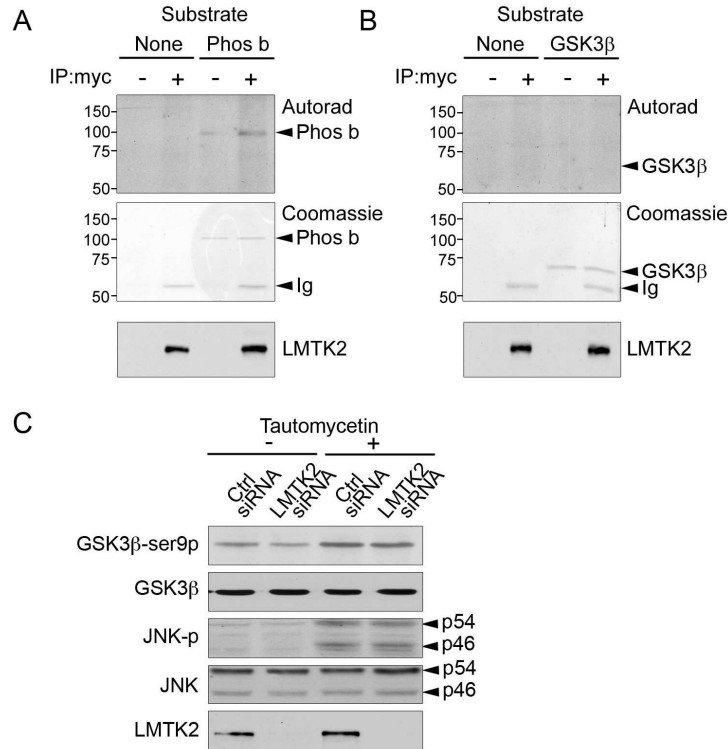 A
Substrate
None Phos b
IP:myc - + - +
150
100
75
50
Autorad
Phos b
150
100
75
50
Coomassie
Phos b
Ig
LMTK2
B
Substrate
None GSK3β
IP:myc - + - +
150
100
75
50
Autorad
GSK3β
150
100
75
50
Coomassie
GSK3β
Ig
LMTK2
C
Tautomycetin
- +
Ctrl siRNA
LMTK2 siRNA
Ctrl siRNA
LMTK2 siRNA
GSK3β-ser9p
GSK3β
JNK-p
p54
p46
JNK
p54
p46
LMTK2